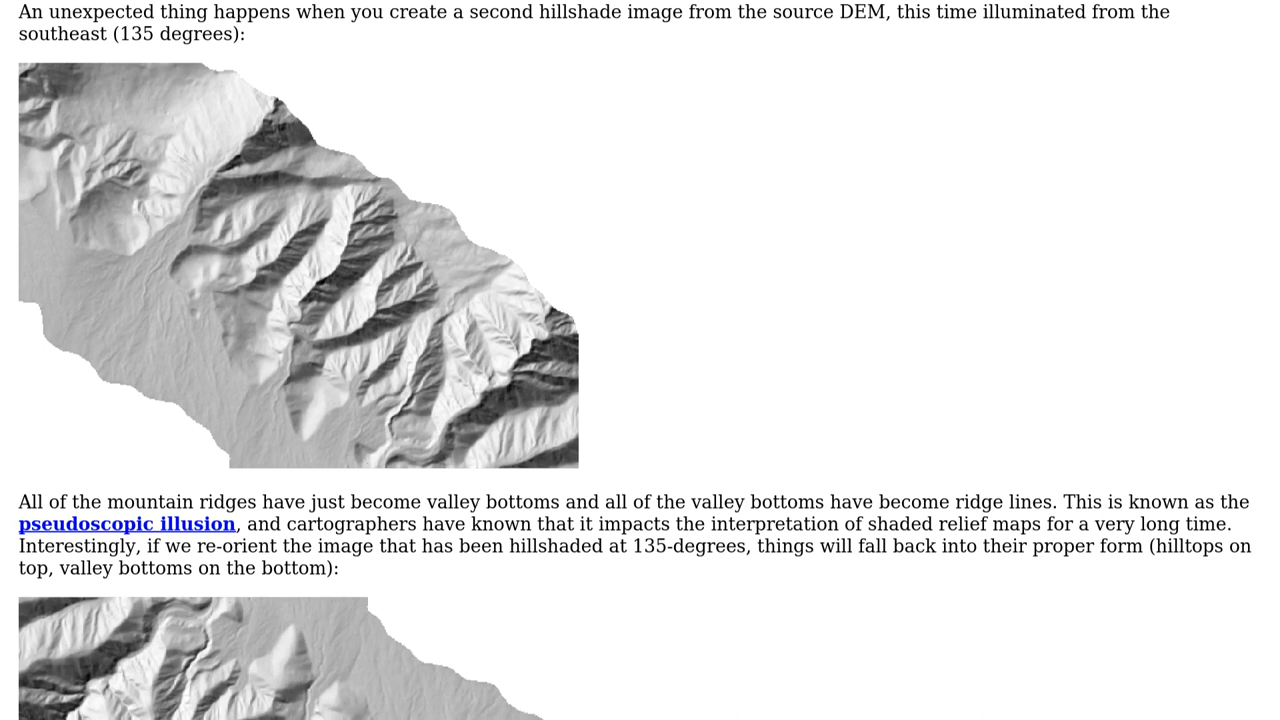 An unexpected thing happens when you create a second hillshade image from the source DEM, this time illuminated from the
southeast (135 degrees):
All of the mountain ridges have just become valley bottoms and all of the valley bottoms have become ridge lines. This is known as the
pseudoscopic illusion, and cartographers have known that it impacts the interpretation of shaded relief maps for a very long time.
Interestingly, if we re-orient the image that has been hillshaded at 135-degrees, things will fall back into their proper form (hilltops on
top, valley bottoms on the bottom):